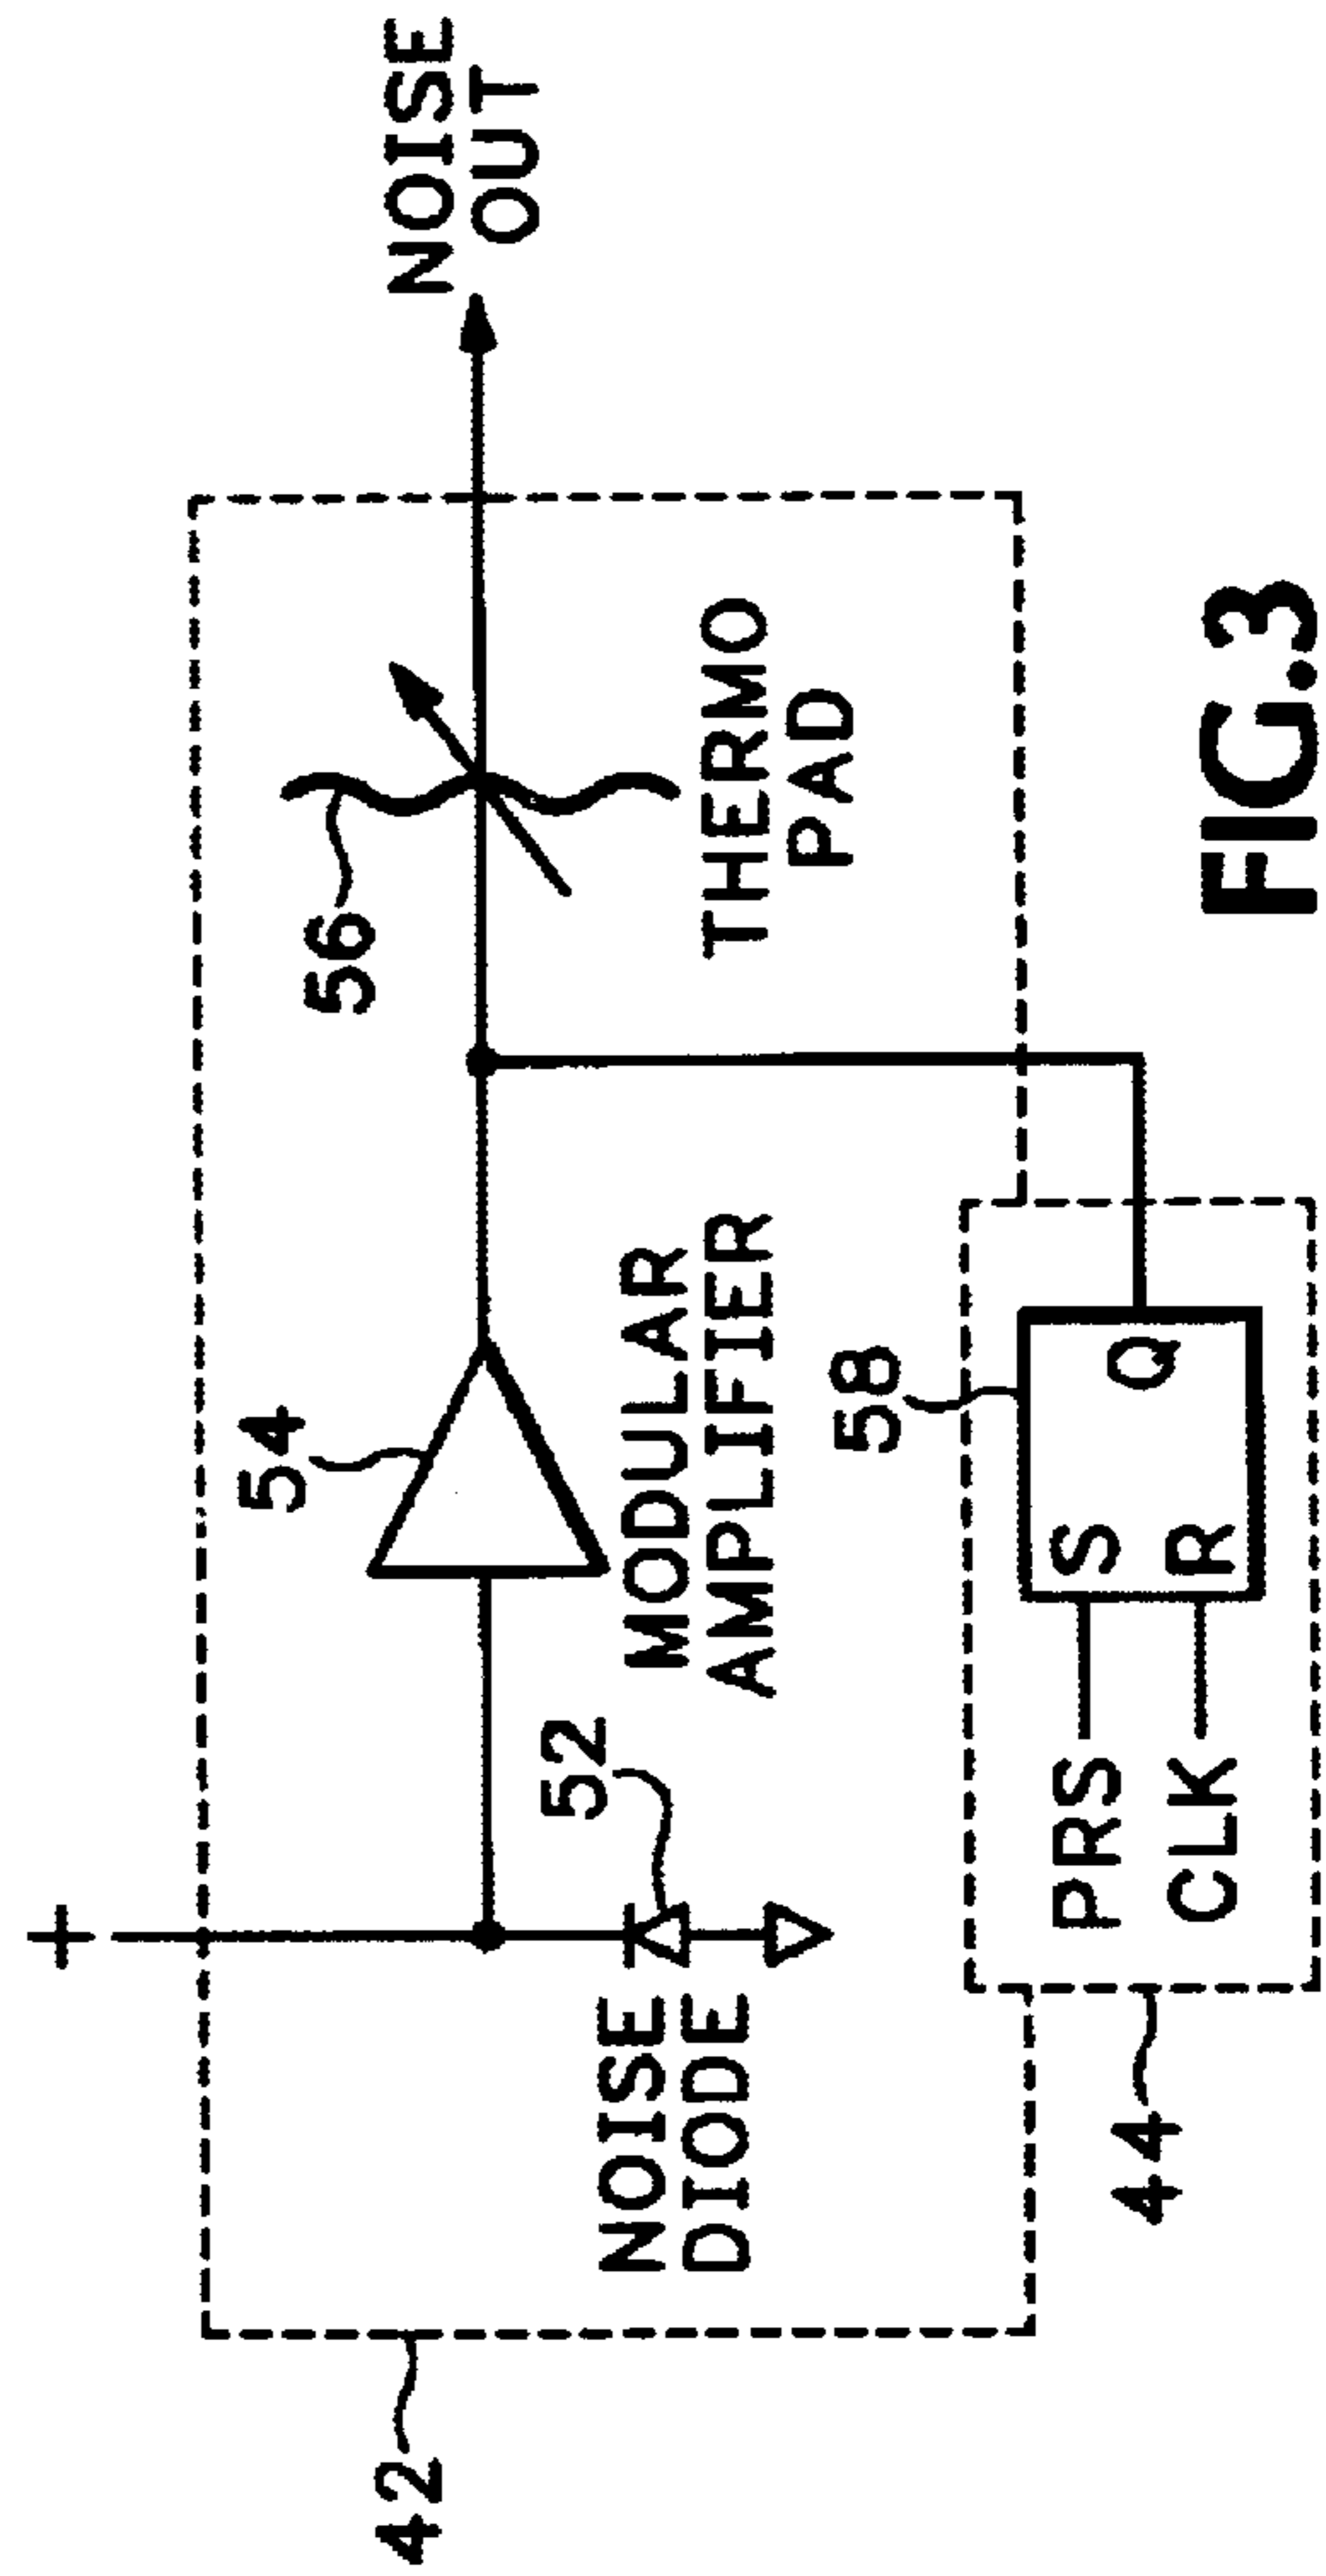 +
NOISE
OUT
54
56
MODULAR
AMPLIFIER
THERMO
PAD
52
NOISE
DIODE
42
58
PRS
CLK
S
R
Q
44
FIG.3